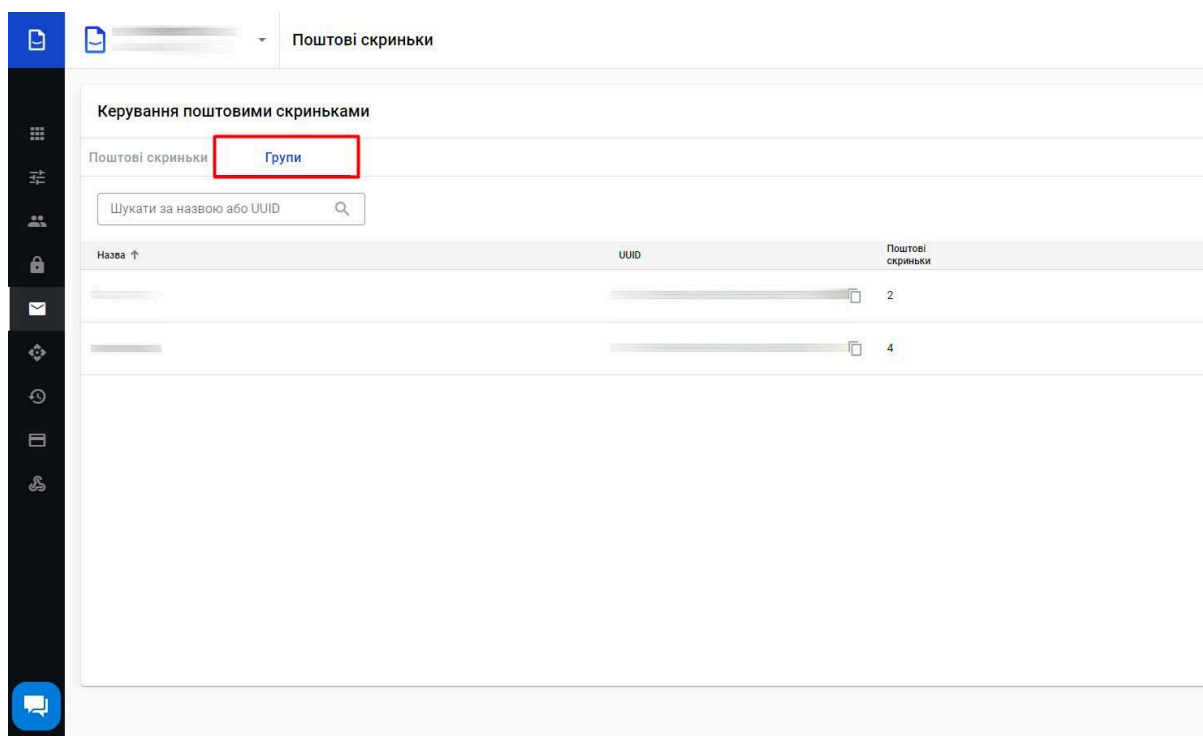 Поштові скриньки
Керування поштовими скриньками
Поштові скриньки Групи
Шукати за назвою або UUID
Назва UUID Поштові скриньки
2
4